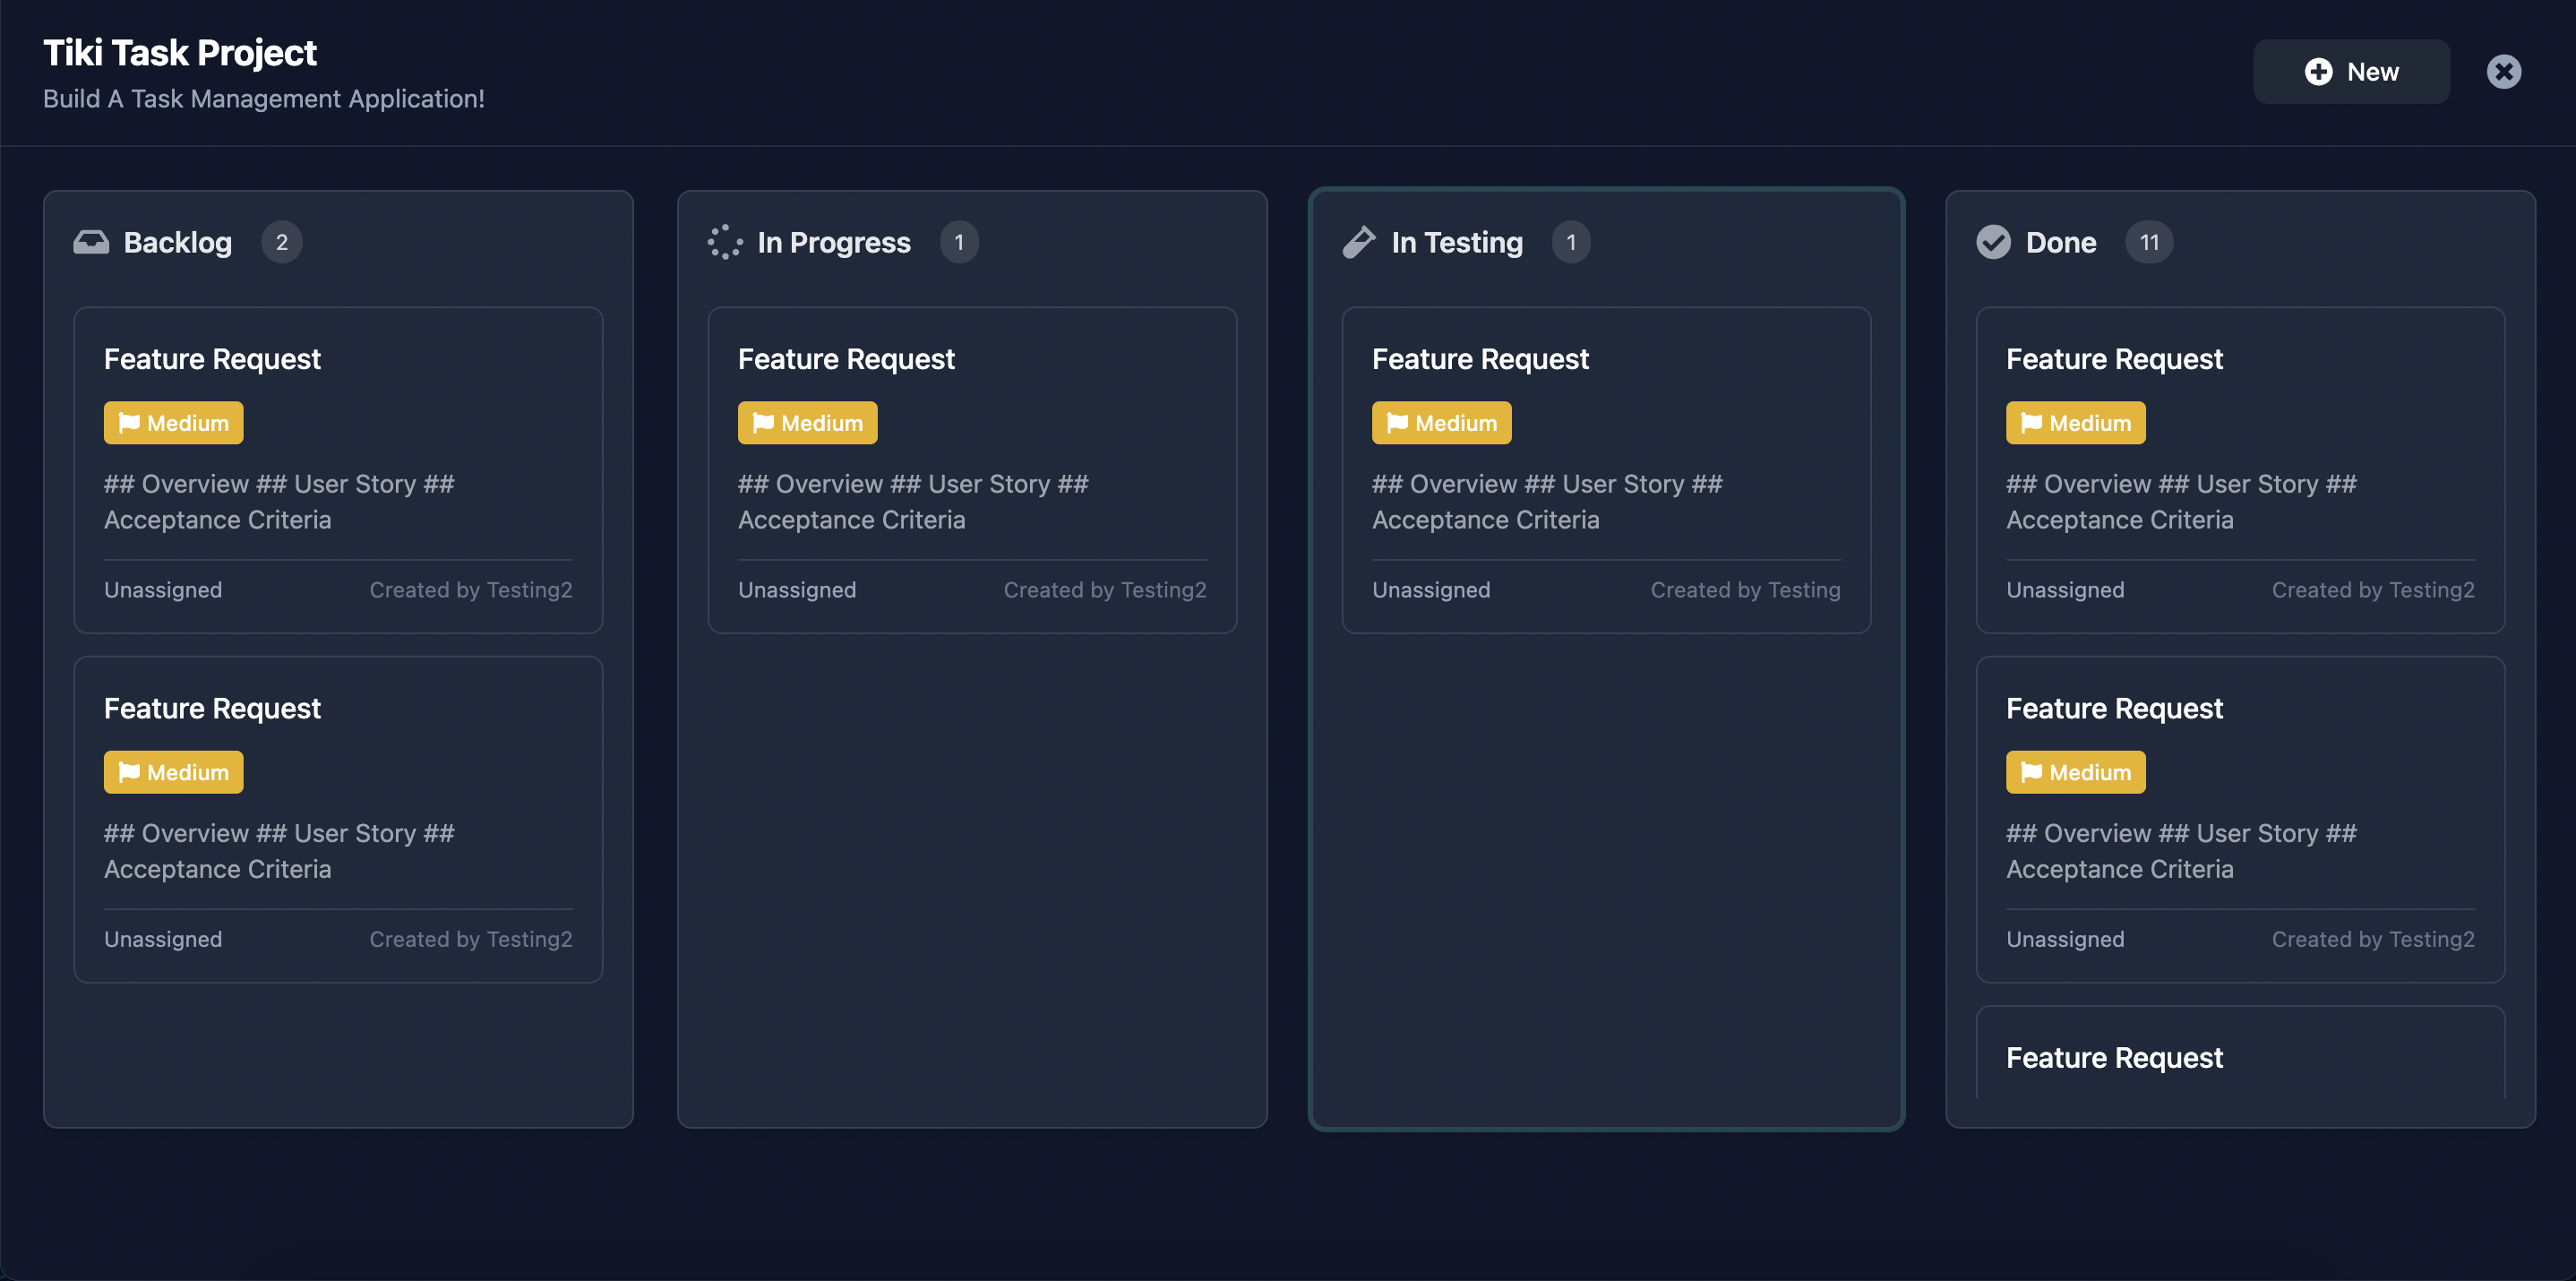 Tiki Task Project
Build A Task Management Application!
New
Backlog 2
Feature Request
Medium
## Overview ## User Story ##
Acceptance Criteria
Unassigned Created by Testing2
Feature Request
Medium
## Overview ## User Story ##
Acceptance Criteria
Unassigned Created by Testing2
In Progress 1
Feature Request
Medium
## Overview ## User Story ##
Acceptance Criteria
Unassigned Created by Testing2
In Testing 1
Feature Request
Medium
## Overview ## User Story ##
Acceptance Criteria
Unassigned Created by Testing
Done 11
Feature Request
Medium
## Overview ## User Story ##
Acceptance Criteria
Unassigned Created by Testing2
Feature Request
Medium
## Overview ## User Story ##
Acceptance Criteria
Unassigned Created by Testing2
Feature Request